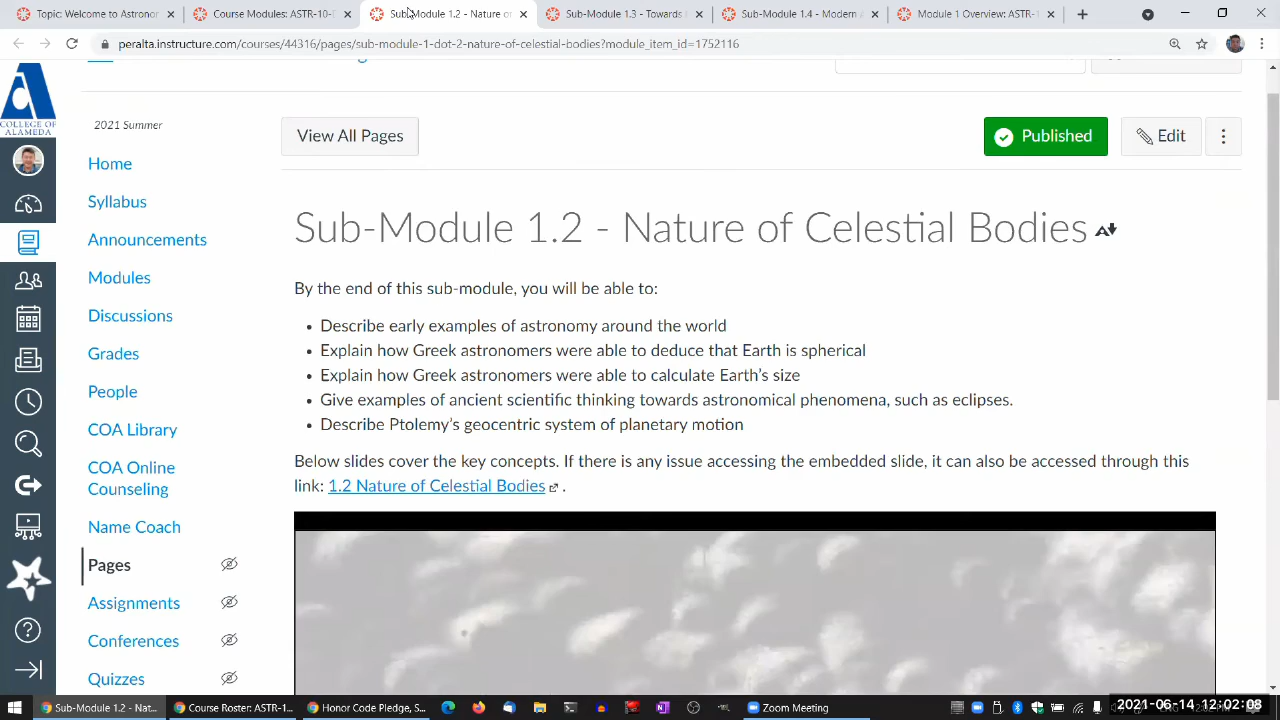 Topic: Welcome to Astronor
Course Modules: ASTR-10-E
Sub-Module 1.2 - Nature or
Sub-Module 1.3 - Towards
Sub-Module 1.4 - Modern A
Module 1 Overview: ASTR-1
peralta.instructure.com/courses/44316/pages/sub-module-1-dot-2-nature-of-celestial-bodies?module_item_id=1752116
COLLEGE OF
ALAMEDA
2021 Summer
Home
Syllabus
Announcements
Modules
Discussions
Grades
People
COA Library
COA Online
Counseling
Name Coach
Pages
Assignments
Conferences
Quizzes
View All Pages
Published
Edit
Sub-Module 1.2 - Nature of Celestial Bodies
By the end of this sub-module, you will be able to:
• Describe early examples of astronomy around the world
• Explain how Greek astronomers were able to deduce that Earth is spherical
• Explain how Greek astronomers were able to calculate Earth's size
• Give examples of ancient scientific thinking towards astronomical phenomena, such as eclipses.
• Describe Ptolemy's geocentric system of planetary motion
Below slides cover the key concepts. If there is any issue accessing the embedded slide, it can also be accessed through this
link: 1.2 Nature of Celestial Bodies .
Sub-Module 1.2 - Nat...
Course Roster: ASTR-1...
Honor Code Pledge, S...
Zoom Meeting
2021-06-14 12:02:08